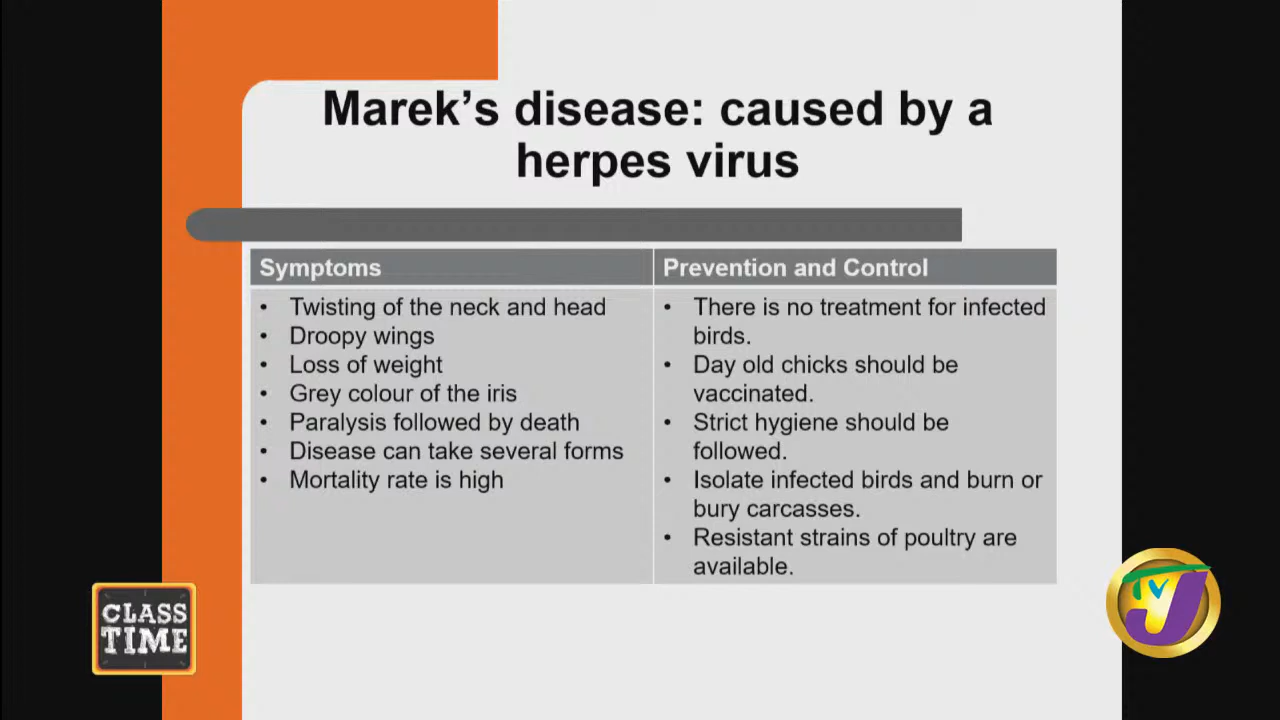 Marek's disease: caused by a
herpes virus
Symptoms
• Twisting of the neck and head
• Droopy wings
• Loss of weight
• Grey colour of the iris
• Paralysis followed by death
• Disease can take several forms
• Mortality rate is high
Prevention and Control
• There is no treatment for infected
birds.
• Day old chicks should be
vaccinated.
• Strict hygiene should be
followed.
• Isolate infected birds and burn or
bury carcasses.
• Resistant strains of poultry are
available.
CLASS
TIME
TVJ